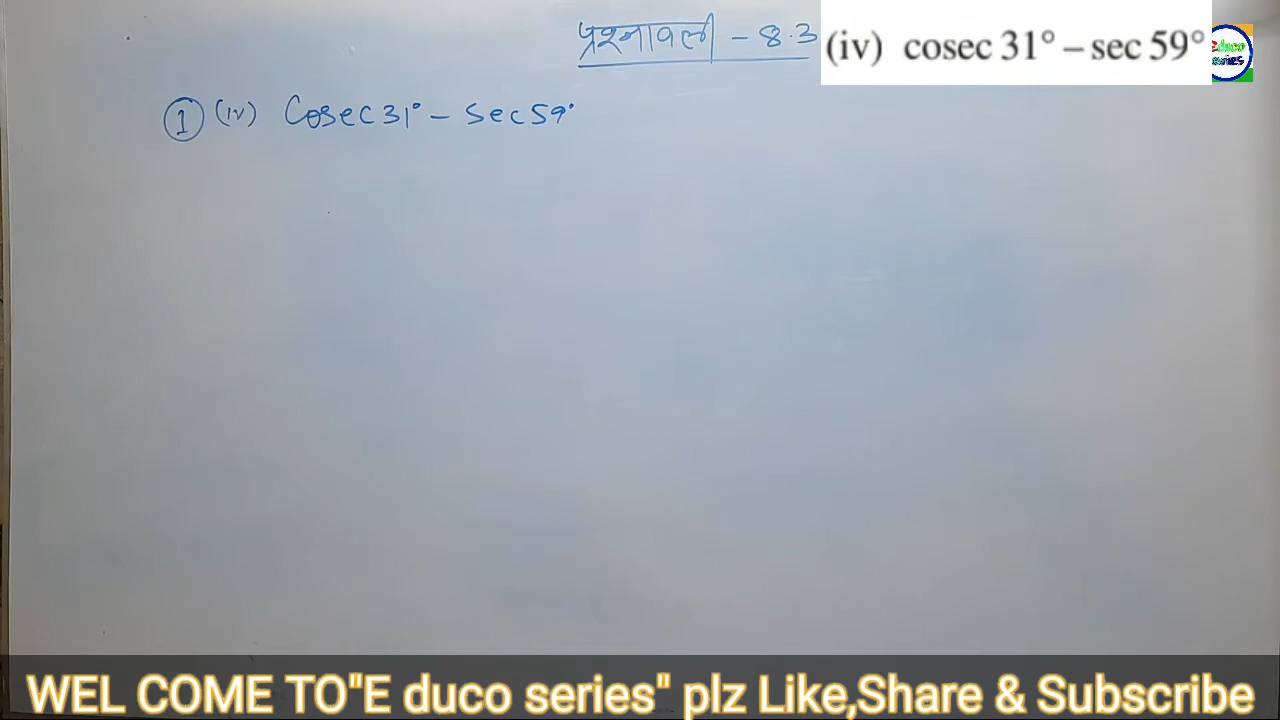 प्रश्नावली - 8.3
(iv) cosec 31° – sec 59°
① (iv) Cosec 31° - Sec 59°
WEL COME TO"E duco series" plz Like,Share & Subscribe